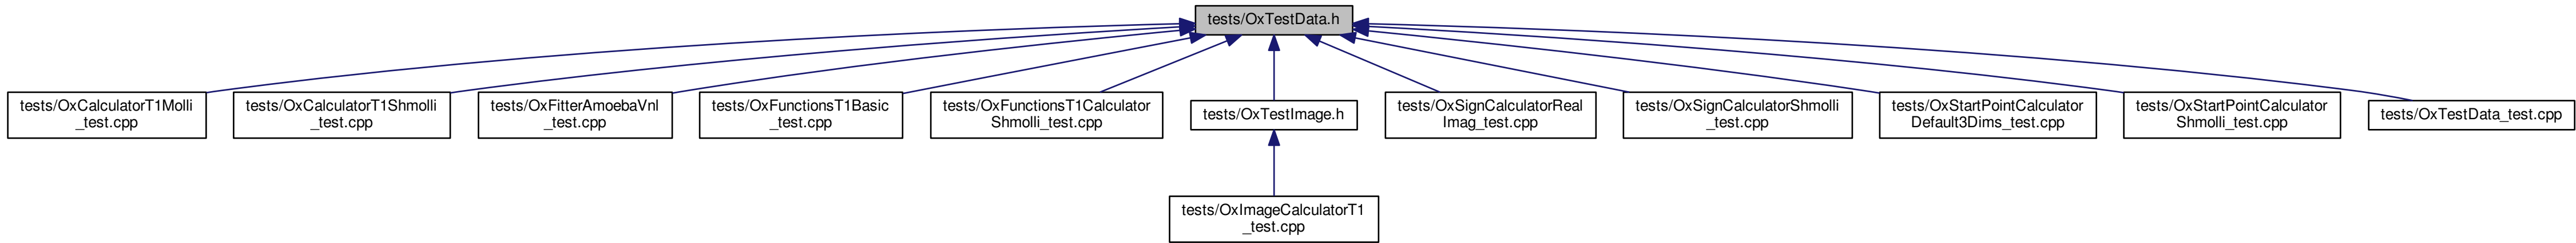 tests/OxTestData.h
tests/OxCalculatorT1Molli
_test.cpp
tests/OxCalculatorT1Shmolli
_test.cpp
tests/OxFitterAmoebaVnl
_test.cpp
tests/OxFunctionsT1Basic
_test.cpp
tests/OxFunctionsT1Calculator
Shmolli_test.cpp
tests/OxTestImage.h
tests/OxSignCalculatorReal
Imag_test.cpp
tests/OxSignCalculatorShmolli
_test.cpp
tests/OxStartPointCalculator
Default3Dims_test.cpp
tests/OxStartPointCalculator
Shmolli_test.cpp
tests/OxTestData_test.cpp
tests/OxImageCalculatorT1
_test.cpp